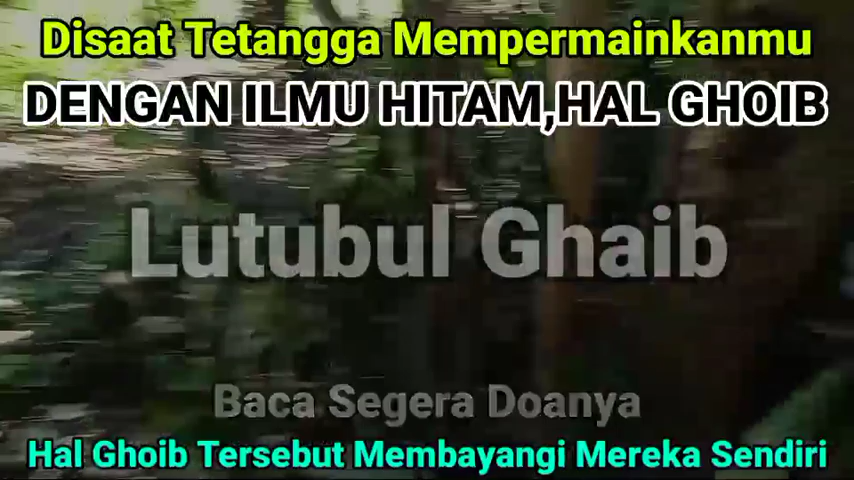 Disaat Tetangga Mempermainkanmu
DENGAN ILMU HITAM,HAL GHOIB
Lutubul Ghaib
Baca Segera Doanya
Hal Ghoib Tersebut Membayangi Mereka Sendiri